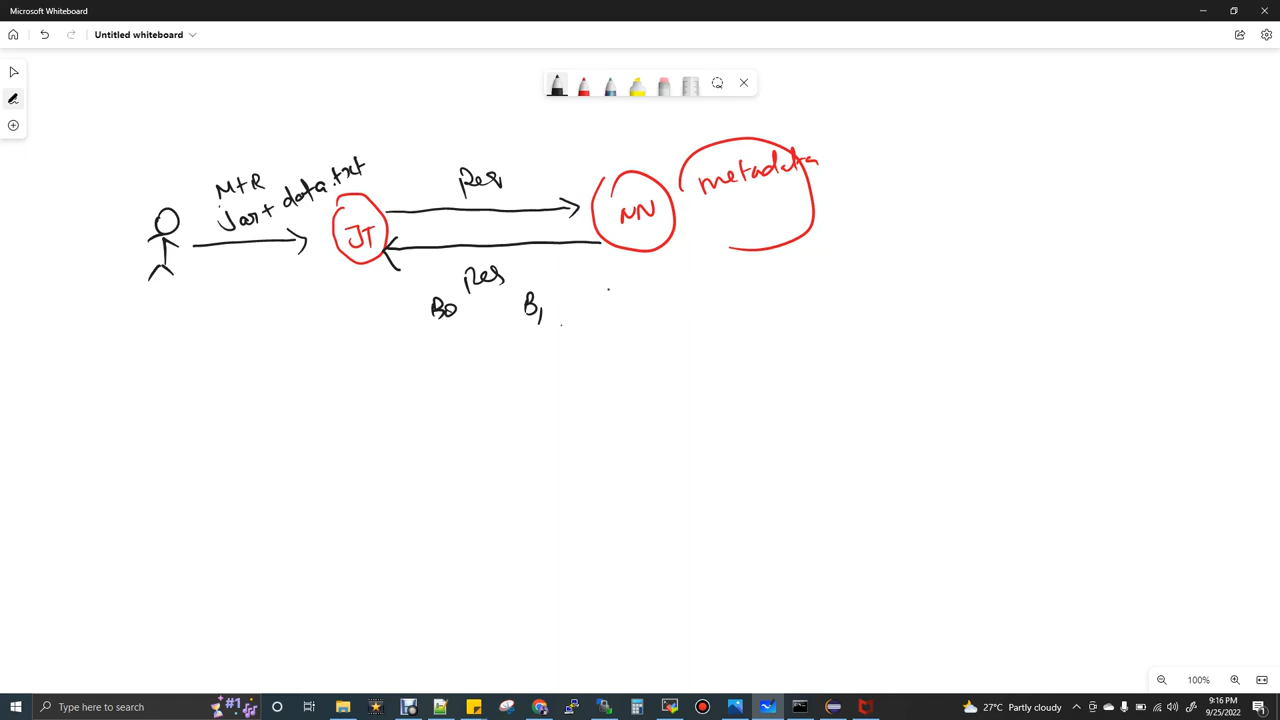 Microsoft Whiteboard
Untitled whiteboard
M+R
Jar + data.txt
JT
Req
NN
metadata
Res
B0 B1
100%
Type here to search
#1
27°C Partly cloudy
9:16 PM
9/25/2022